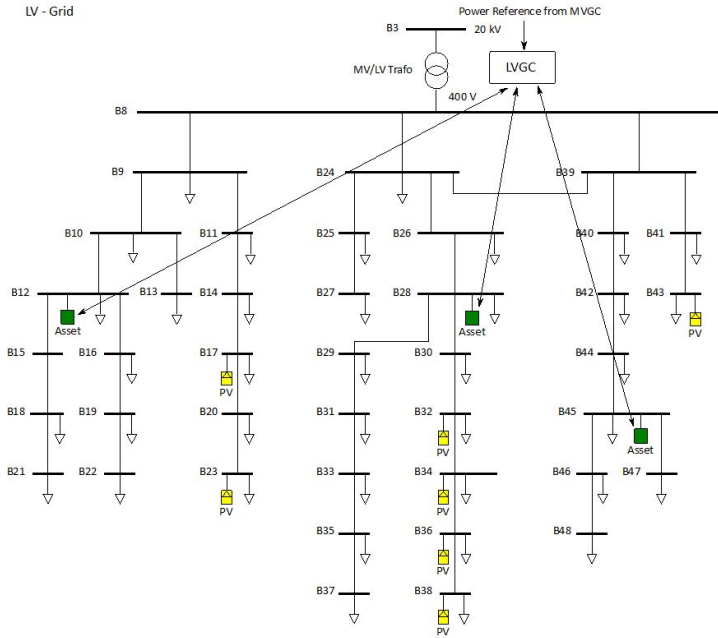 LV - Grid
Power Reference from MVGC
B3
20 kV
MV/LV Trafo
LVGC
400 V
B8
B9
B24
B39
B10
B11
B25
B26
B40
B41
B12
B13
B14
B27
B28
B42
B43
Asset
Asset
PV
B15
B16
B17
B29
B30
B44
PV
B18
B19
B20
B31
B32
B45
PV
Asset
B21
B22
B23
B33
B34
B46
B47
PV
PV
B35
B36
B48
PV
B37
B38
PV